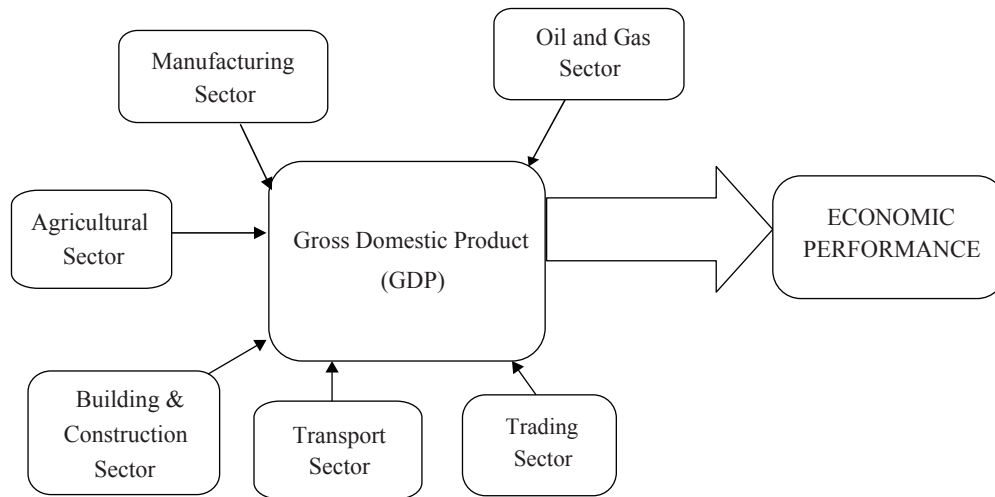 Oil and Gas
Sector
Manufacturing
Sector
Agricultural
Sector
Gross Domestic Product
(GDP)
ECONOMIC
PERFORMANCE
Building &
Construction
Sector
Transport
Sector
Trading
Sector